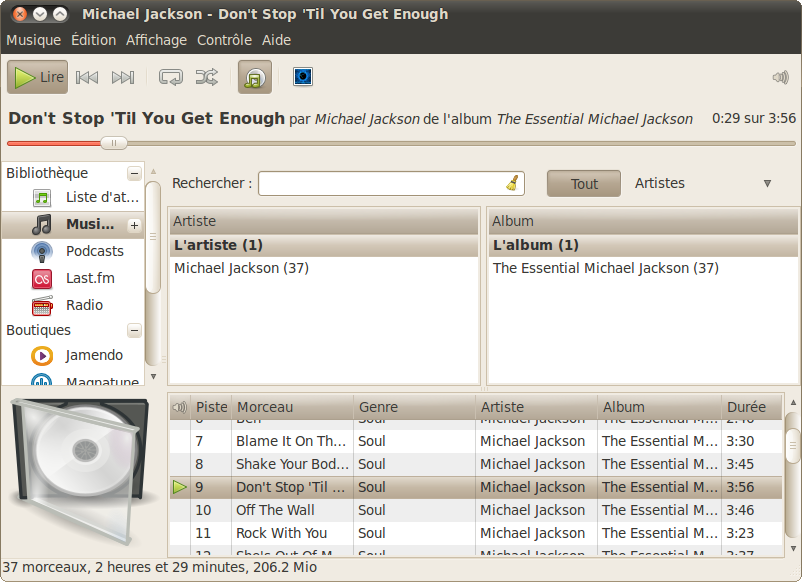 Michael Jackson - Don't Stop 'Til You Get Enough
Musique Édition Affichage Contrôle Aide
Lire
Don't Stop 'Til You Get Enough par Michael Jackson de l'album The Essential Michael Jackson 0:29 sur 3:56
Bibliothèque
Liste d'at...
Musi...
Podcasts
Last.fm
Radio
Boutiques
Jamendo
Magnatune
Rechercher : Tout Artistes
Artiste
L'artiste (1)
Michael Jackson (37)
Album
L'album (1)
The Essential Michael Jackson (37)
Piste Morceau Genre Artiste Album Durée
6 Ben Soul Michael Jackson The Essential M... 2:46
7 Blame It On Th... Soul Michael Jackson The Essential M... 3:30
8 Shake Your Bod... Soul Michael Jackson The Essential M... 3:45
9 Don't Stop 'Til ... Soul Michael Jackson The Essential M... 3:56
10 Off The Wall Soul Michael Jackson The Essential M... 3:46
11 Rock With You Soul Michael Jackson The Essential M... 3:23
12 She's Out Of M... Soul Michael Jackson The Essential M... 3:37
37 morceaux, 2 heures et 29 minutes, 206.2 Mio